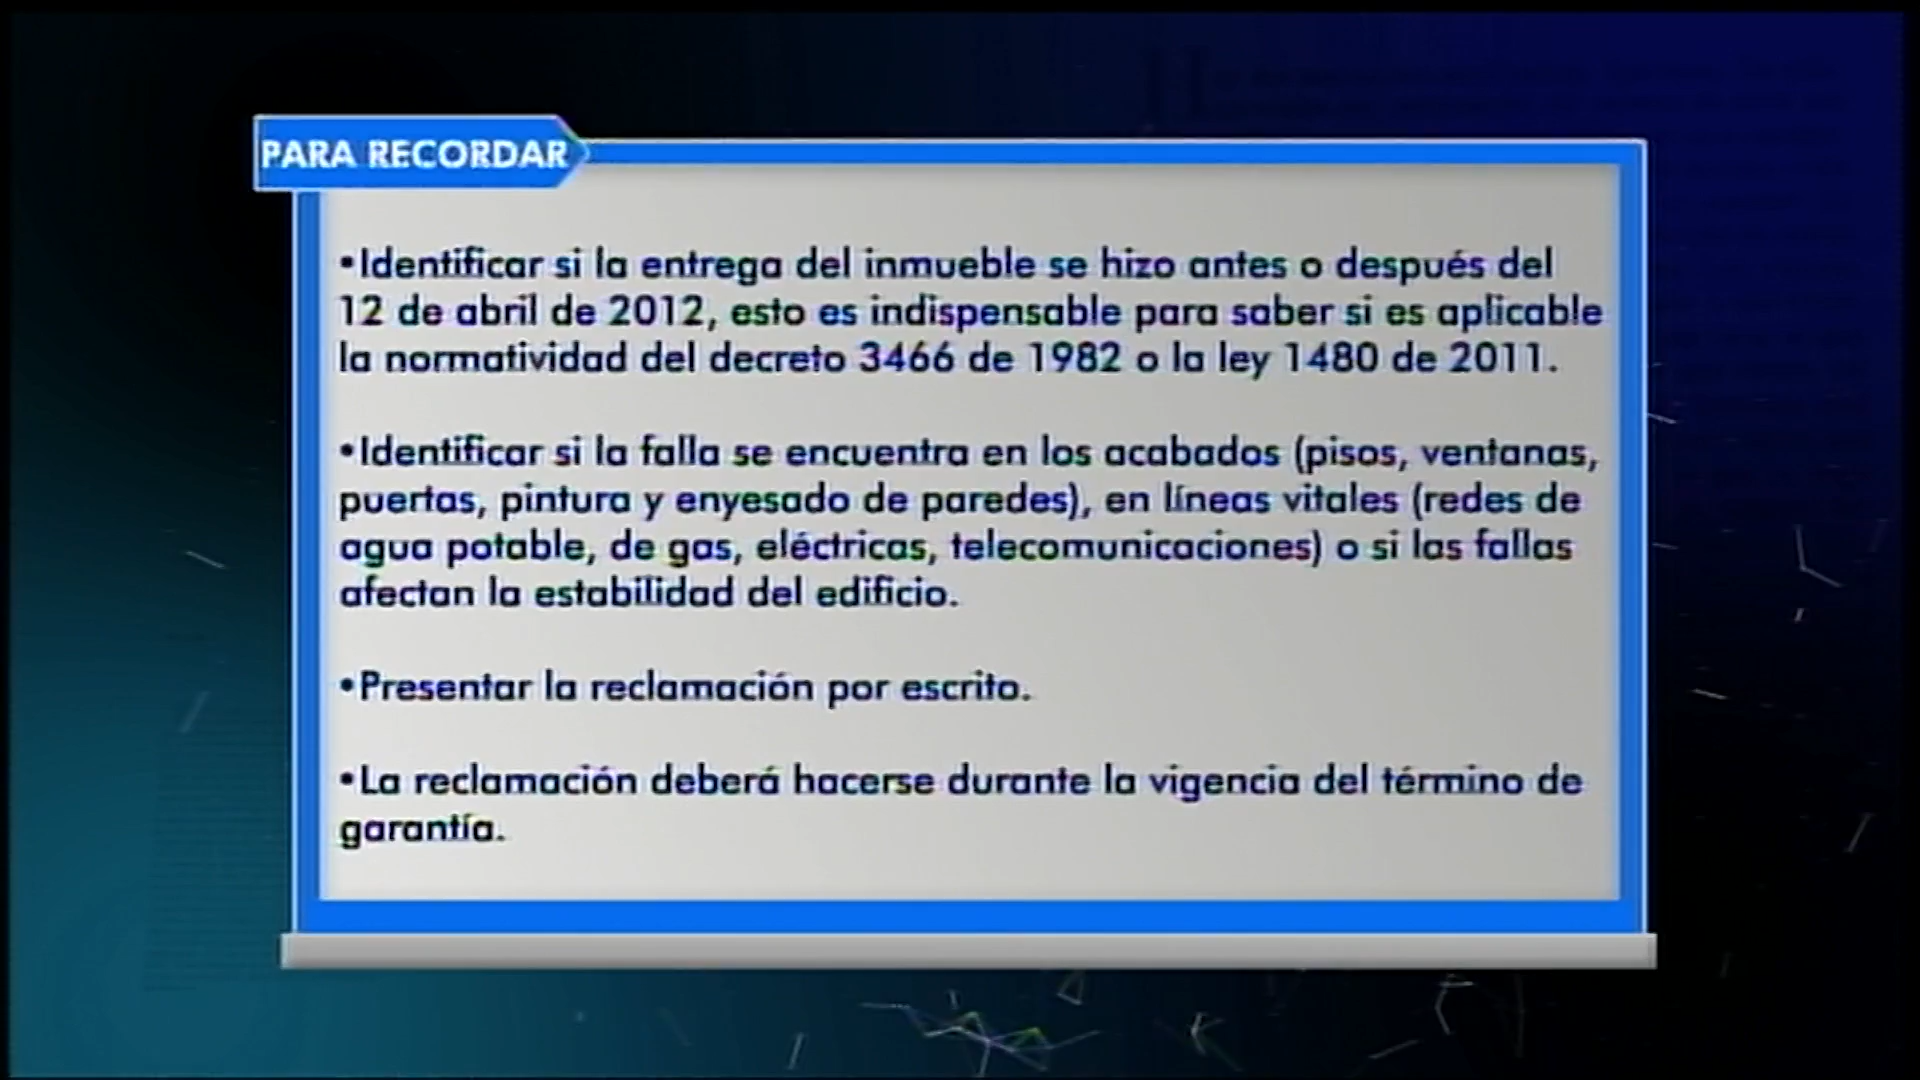 PARA RECORDAR
•Identificar si la entrega del inmueble se hizo antes o después del
12 de abril de 2012, esto es indispensable para saber si es aplicable
la normatividad del decreto 3466 de 1982 o la ley 1480 de 2011.
•Identificar si la falla se encuentra en los acabados (pisos, ventanas,
puertas, pintura y enyesado de paredes), en líneas vitales (redes de
agua potable, de gas, eléctricas, telecomunicaciones) o si las fallas
afectan la estabilidad del edificio.
•Presentar la reclamación por escrito.
•La reclamación deberá hacerse durante la vigencia del término de
garantía.